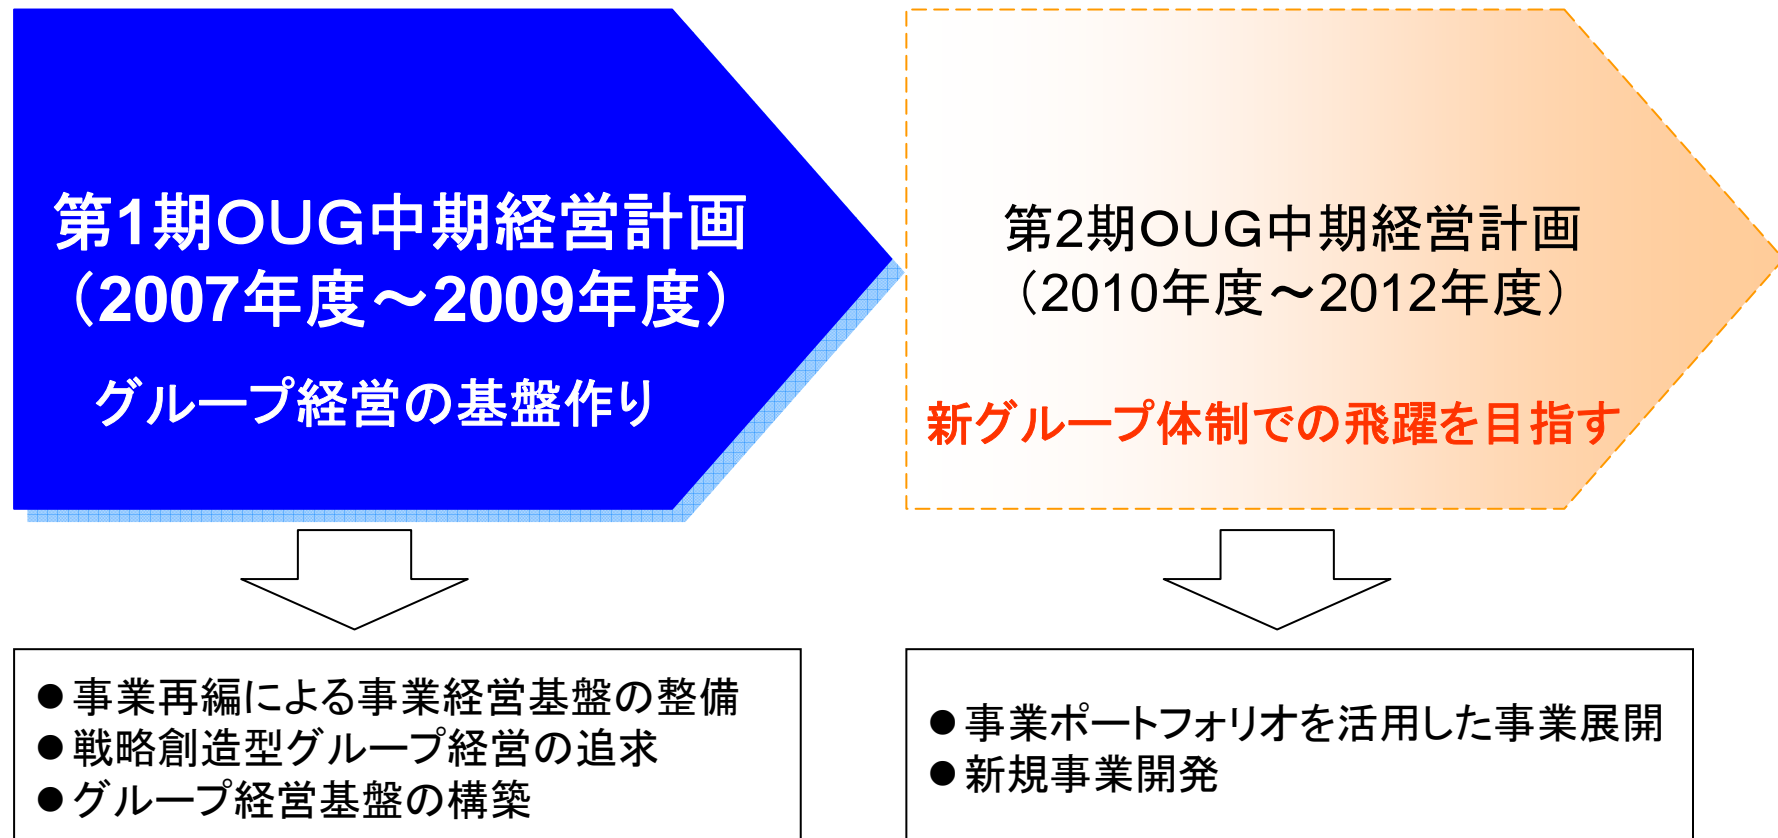 第1期OUG中期経営計画
（2007年度～2009年度）
グループ経営の基盤作り
第2期OUG中期経営計画
（2010年度～2012年度）
新グループ体制での飛躍を目指す
●事業再編による事業経営基盤の整備
●戦略創造型グループ経営の追求
●グループ経営基盤の構築
●事業ポートフォリオを活用した事業展開
●新規事業開発